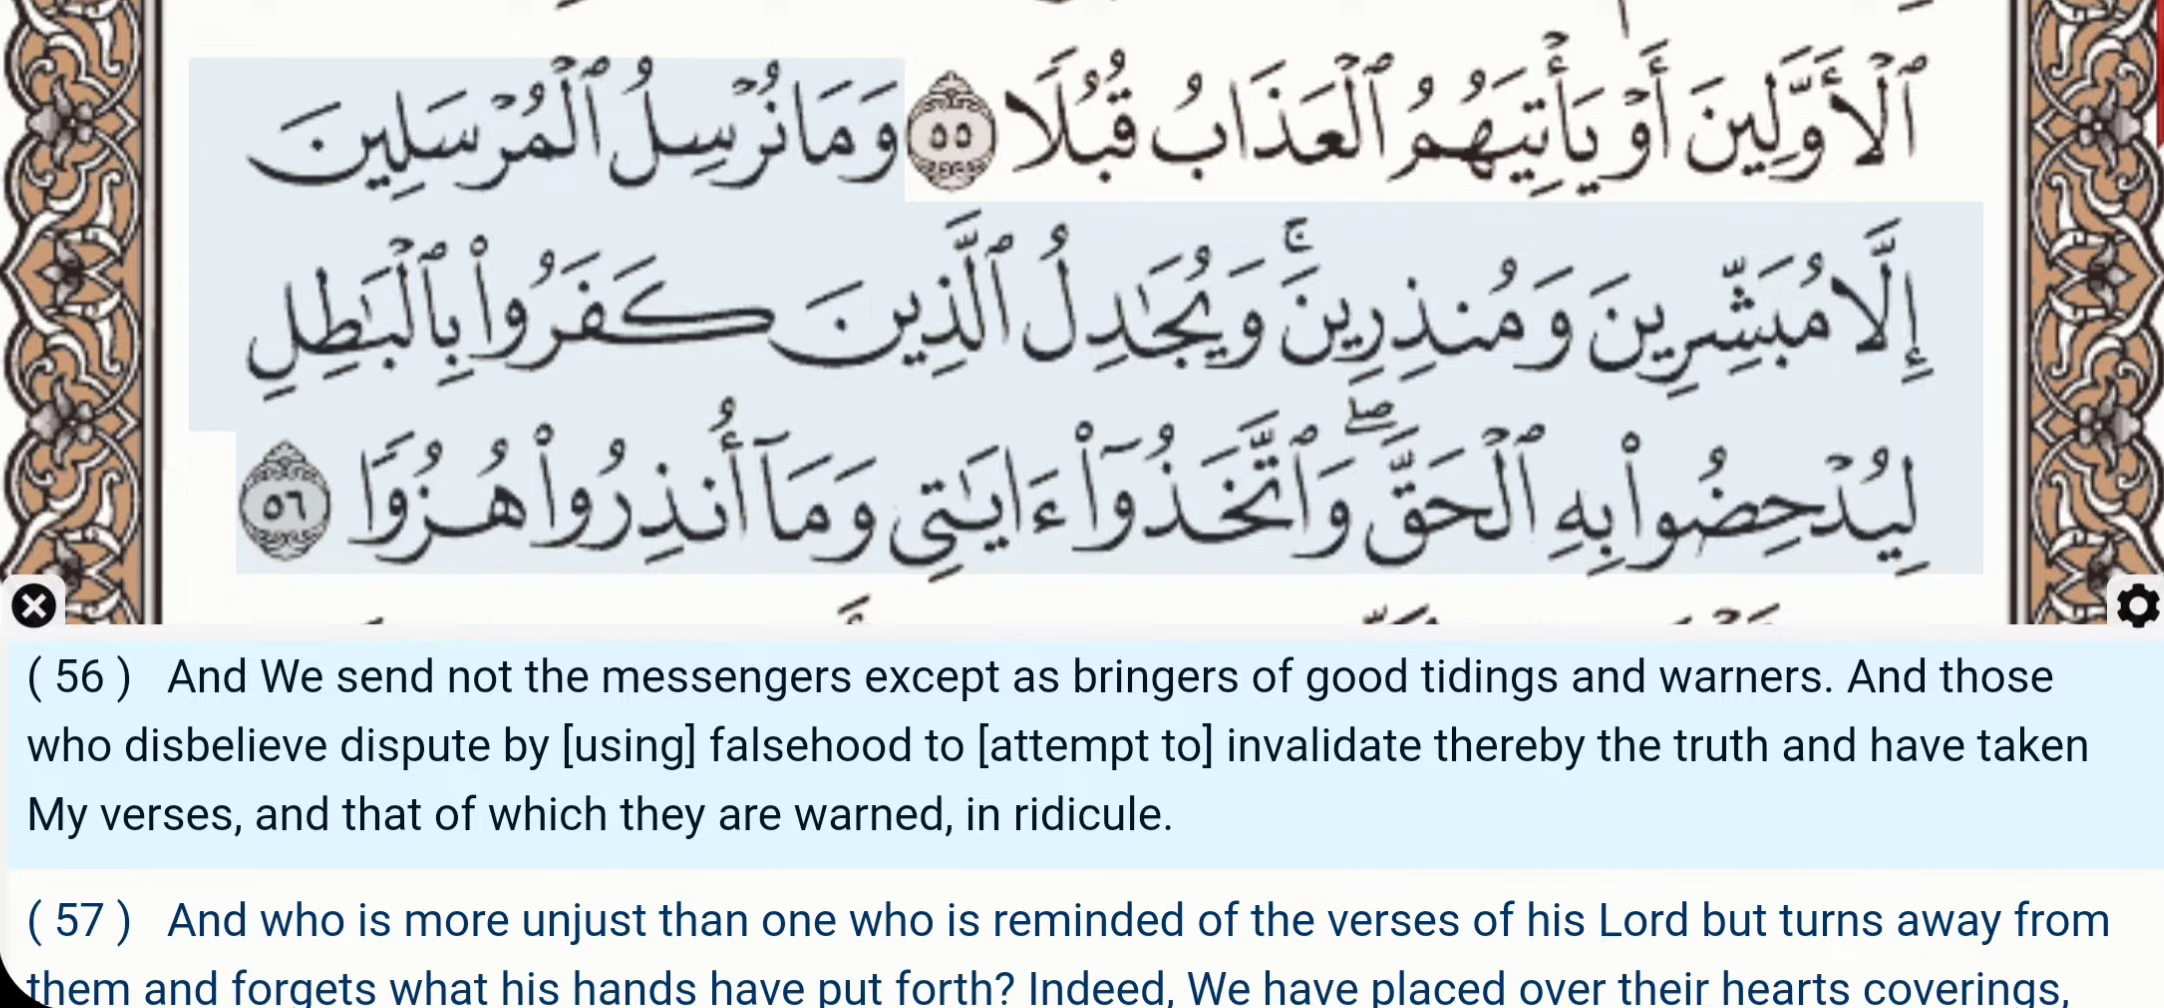 ٱلْأَوَّلِينَ أَوْ يَأْتِيَهُمُ ٱلْعَذَابُ قُبُلًا ٥٥ وَمَا نُرْسِلُ ٱلْمُرْسَلِينَ
إِلَّا مُبَشِّرِينَ وَمُنذِرِينَۚ وَيُجَٰدِلُ ٱلَّذِينَ كَفَرُوا۟ بِٱلْبَٰطِلِ
لِيُدْحِضُوا۟ بِهِ ٱلْحَقَّۖ وَٱتَّخَذُوٓا۟ ءَايَٰتِى وَمَآ أُنذِرُوا۟ هُزُوًا ٥٦
( 56 ) And We send not the messengers except as bringers of good tidings and warners. And those
who disbelieve dispute by [using] falsehood to [attempt to] invalidate thereby the truth and have taken
My verses, and that of which they are warned, in ridicule.
( 57 ) And who is more unjust than one who is reminded of the verses of his Lord but turns away from
them and forgets what his hands have put forth? Indeed, We have placed over their hearts coverings,